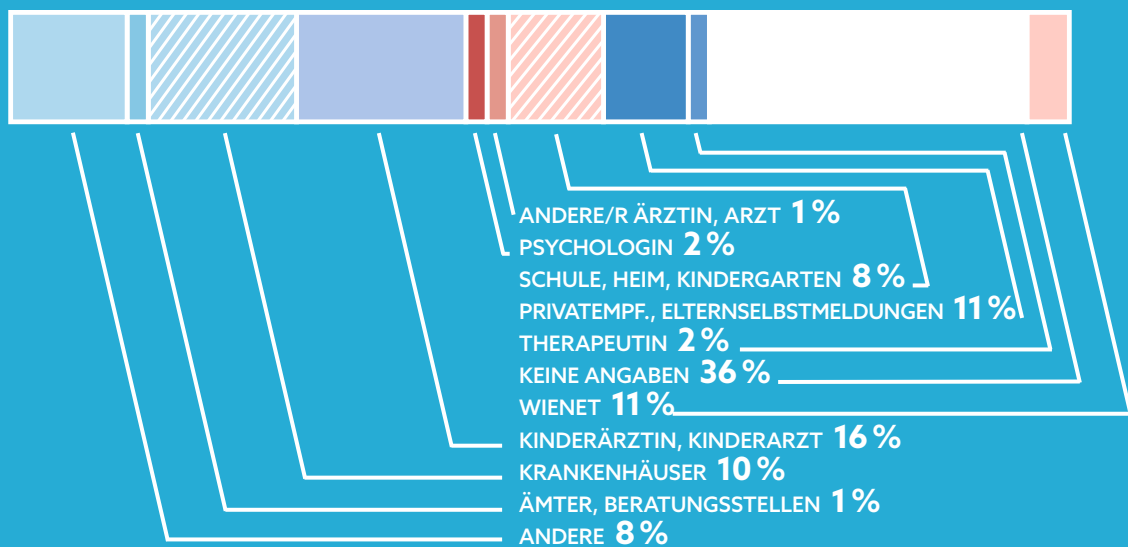 ANDERE/R ÄRZTIN, ARZT 1 %
PSYCHOLOGIN 2 %
SCHULE, HEIM, KINDERGARTEN 8 %
PRIVATEMPF., ELTERNSELBSTMELDUNGEN 11 %
THERAPEUTIN 2 %
KEINE ANGABEN 36 %
WIENET 11 %
KINDERÄRZTIN, KINDERARZT 16 %
KRANKENHÄUSER 10 %
ÄMTER, BERATUNGSSTELLEN 1 %
ANDERE 8 %